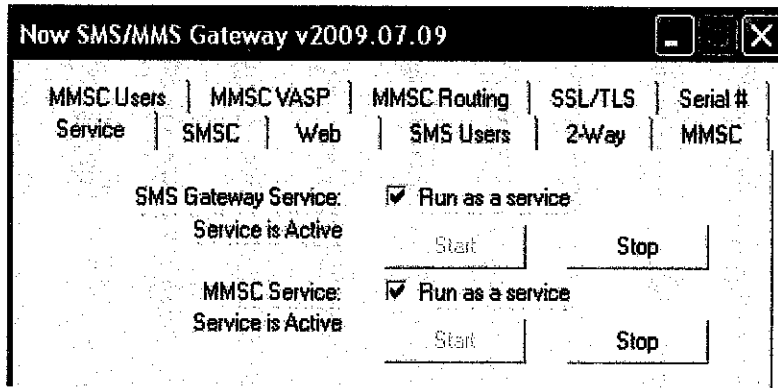 Now SMS/MMS Gateway v2009.07.09
MMSC Users MMSC VASP MMSC Routing SSL/TLS Serial #
Service SMSC Web SMS Users 2-Way MMSC
SMS Gateway Service: Run as a service
Service is Active Start Stop
MMSC Service: Run as a service
Service is Active Start Stop